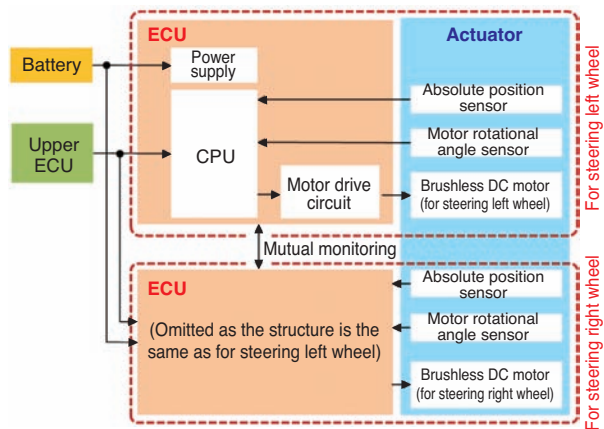 ECU
Actuator
Battery
Power
supply
Absolute position
sensor
Upper
ECU
CPU
Motor rotational
angle sensor
Motor drive
circuit
Brushless DC motor
(for steering left wheel)
For steering left wheel
Mutual monitoring
ECU
(Omitted as the structure is the
same as for steering left wheel)
Absolute position
sensor
Motor rotational
angle sensor
Brushless DC motor
(for steering right wheel)
For steering right wheel